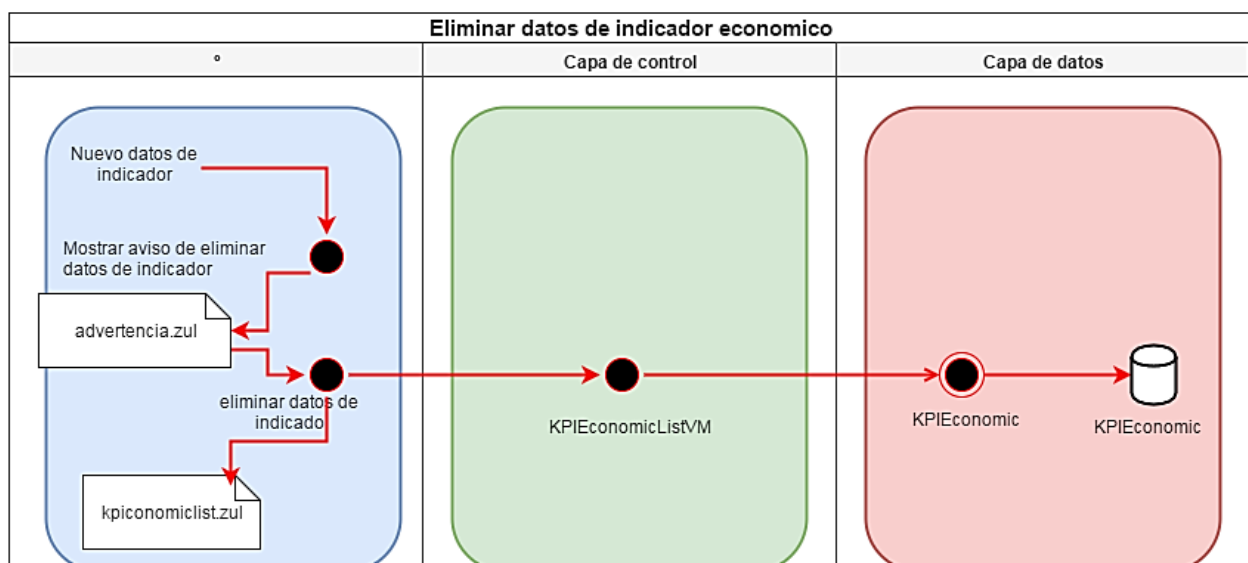 Eliminar datos de indicador economico
º
Capa de control
Capa de datos
Nuevo datos de
indicador
Mostrar aviso de eliminar
datos de indicador
advertencia.zul
eliminar datos de
indicado
kpiconomiclist.zul
KPIEconomicListVM
KPIEconomic
KPIEconomic